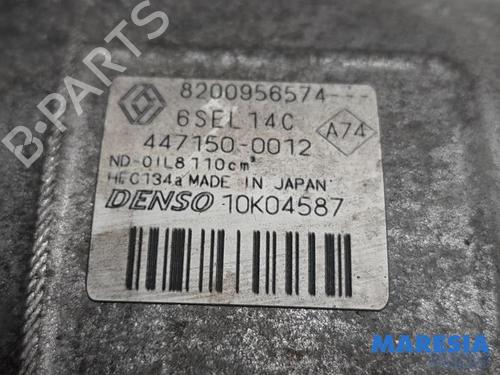 8200956574---
6SEL14C
A74
447150-0012
ND-OIL8 110cm³
HFC134a MADE IN JAPAN
DENSO 10K04587
B-PARTS
MARESIA